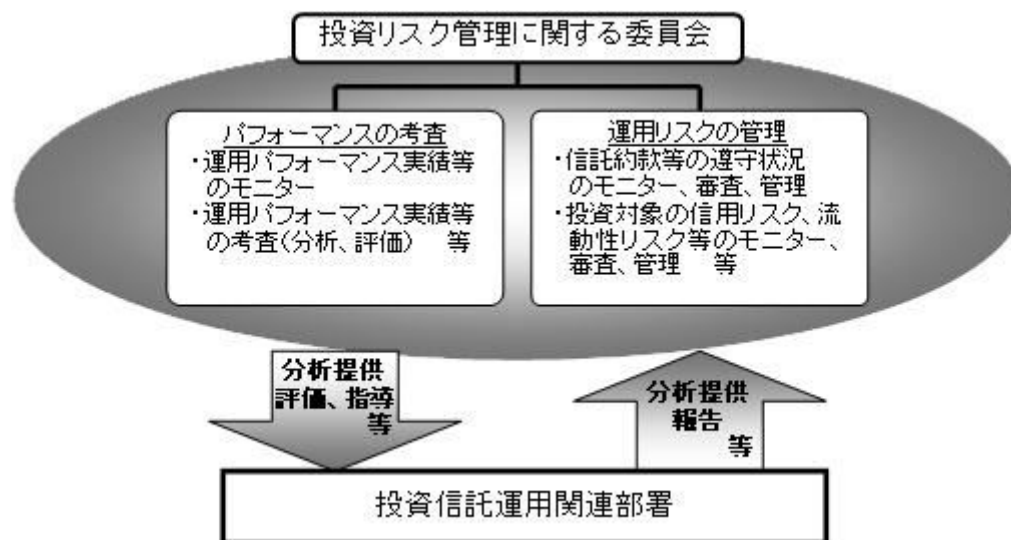 投資リスク管理に関する委員会
パフォーマンスの考査
・運用パフォーマンス実績等
のモニター
・運用パフォーマンス実績等
の考査(分析、評価) 等
運用リスクの管理
・信託約款等の遵守状況
のモニター、審査、管理
・投資対象の信用リスク、流
動性リスク等のモニター、
審査、管理 等
分析提供
評価、指導
等
分析提供
報告
等
投資信託運用関連部署